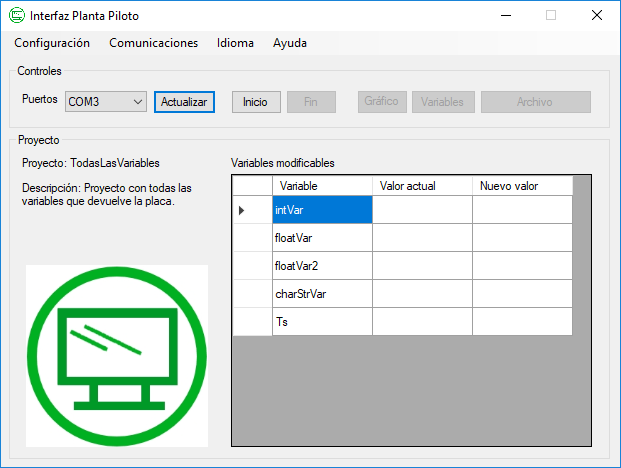 Interfaz Planta Piloto
Configuración Comunicaciones Idioma Ayuda
Controles
Puertos COM3 Actualizar Inicio Fin Gráfico Variables Archivo
Proyecto
Proyecto: TodasLasVariables
Descripción: Proyecto con todas las
variables que devuelve la placa.
Variables modificables
Variable Valor actual Nuevo valor
intVar
floatVar
floatVar2
charStrVar
Ts